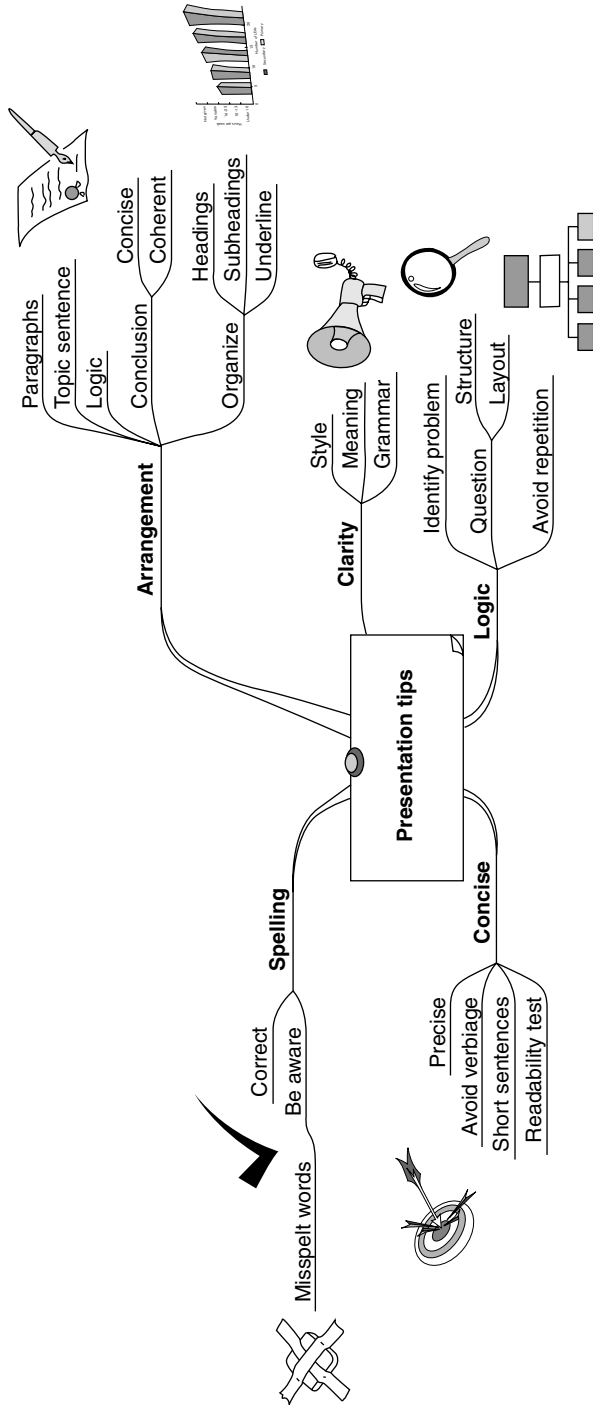 Presentation tips
Spelling
Correct
Be aware
Misspelt words
Arrangement
Paragraphs
Topic sentence
Logic
Conclusion
Concise
Coherent
Organize
Headings
Subheadings
Underline
Clarity
Style
Meaning
Grammar
Logic
Identify problem
Question
Structure
Layout
Avoid repetition
Concise
Precise
Avoid verbiage
Short sentences
Readability test